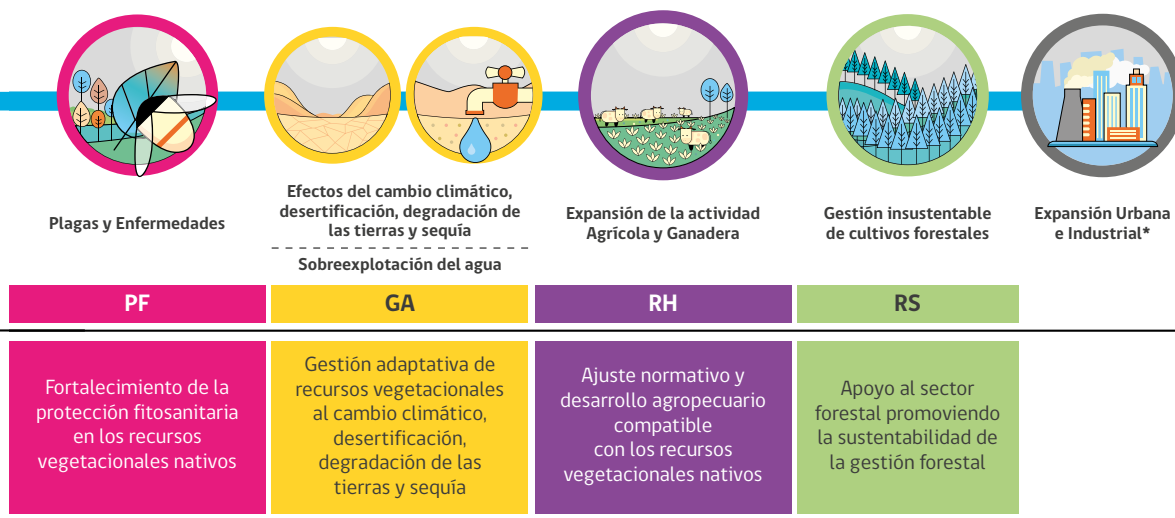 Plagas y Enfermedades
Efectos del cambio climático,
desertificación, degradación de
las tierras y sequía
Sobreexplotación del agua
Expansión de la actividad
Agrícola y Ganadera
Gestión insustentable
de cultivos forestales
Expansión Urbana
e Industrial*
PF
GA
RH
RS
Fortalecimiento de la
protección fitosanitaria
en los recursos
vegetacionales nativos
Gestión adaptativa de
recursos vegetacionales
al cambio climático,
desertificación,
degradación de las
tierras y sequía
Ajuste normativo y
desarrollo agropecuario
compatible
con los recursos
vegetacionales nativos
Apoyo al sector
forestal promoviendo
la sustentabilidad de
la gestión forestal